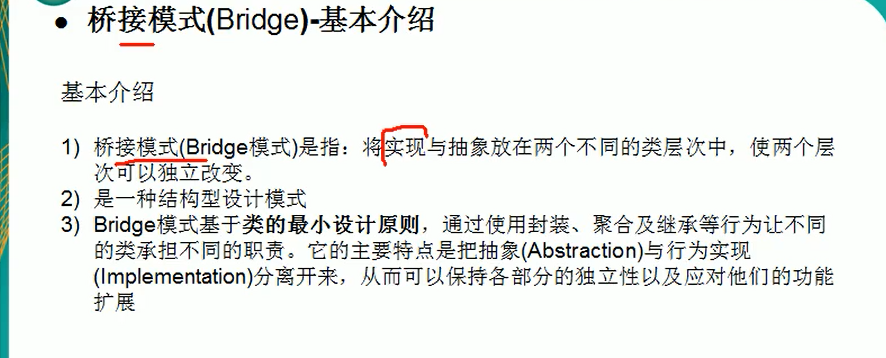 ● 桥接模式(Bridge)-基本介绍
基本介绍
1) 桥接模式(Bridge模式)是指：将实现与抽象放在两个不同的类层次中，使两个层
次可以独立改变。
2) 是一种结构型设计模式
3) Bridge模式基于类的最小设计原则，通过使用封装、聚合及继承等行为让不同
的类承担不同的职责。它的主要特点是把抽象(Abstraction)与行为实现
(Implementation)分离开来，从而可以保持各部分的独立性以及应对他们的功能
扩展